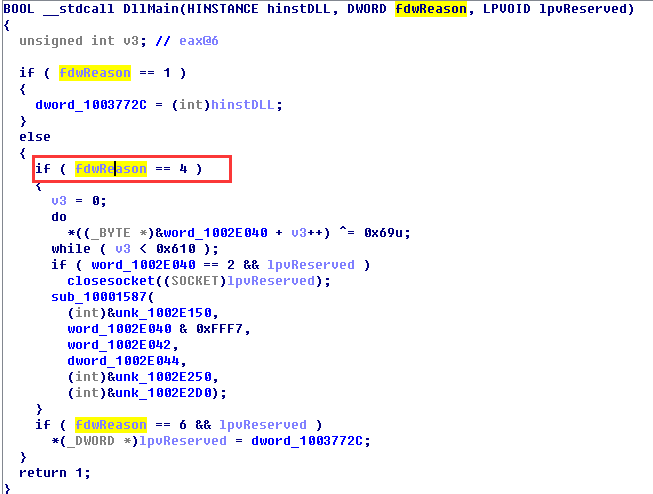 BOOL __stdcall DllMain(HINSTANCE hinstDLL, DWORD fdwReason, LPVOID lpvReserved)
{
  unsigned int v3; // eax@6

  if ( fdwReason == 1 )
  {
    dword_1003772C = (int)hinstDLL;
  }
  else
  {
    if ( fdwReason == 4 )
    {
      v3 = 0;
      do
        *((_BYTE *)&word_1002E040 + v3++) ^= 0x69u;
      while ( v3 < 0x610 );
      if ( word_1002E040 == 2 && lpvReserved )
        closesocket((SOCKET)lpvReserved);
      sub_10001587(
        (int)&unk_1002E150,
        word_1002E040 & 0xFFF7,
        word_1002E042,
        dword_1002E044,
        (int)&unk_1002E250,
        (int)&unk_1002E2D0);
    }
    if ( fdwReason == 6 && lpvReserved )
      *(_DWORD *)lpvReserved = dword_1003772C;
  }
  return 1;
}